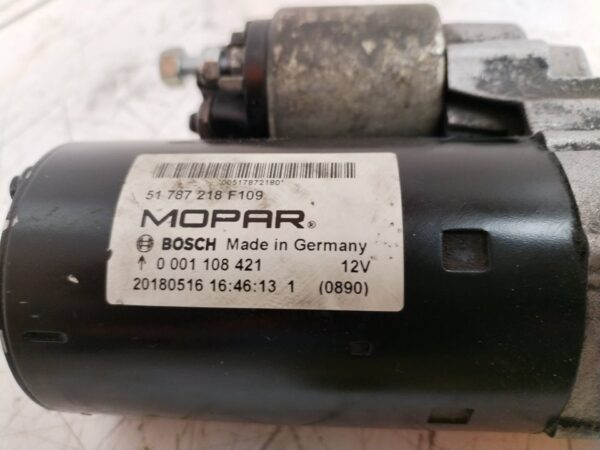 *00517872180*
51 787 218 F109
MOPAR®
BOSCH Made in Germany
↑ 0 001 108 421 12V
20180516 16:46:13 1 (0890)